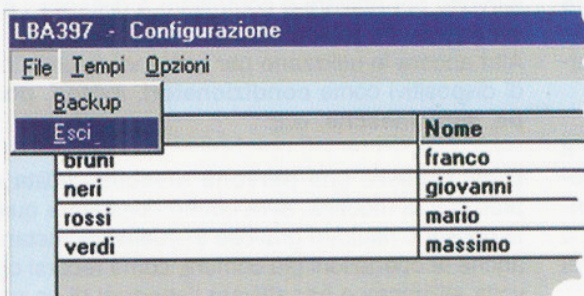 LBA397 - Configurazione
File Tempi Opzioni
Backup
Esci
Nome
bruni franco
neri giovanni
rossi mario
verdi massimo